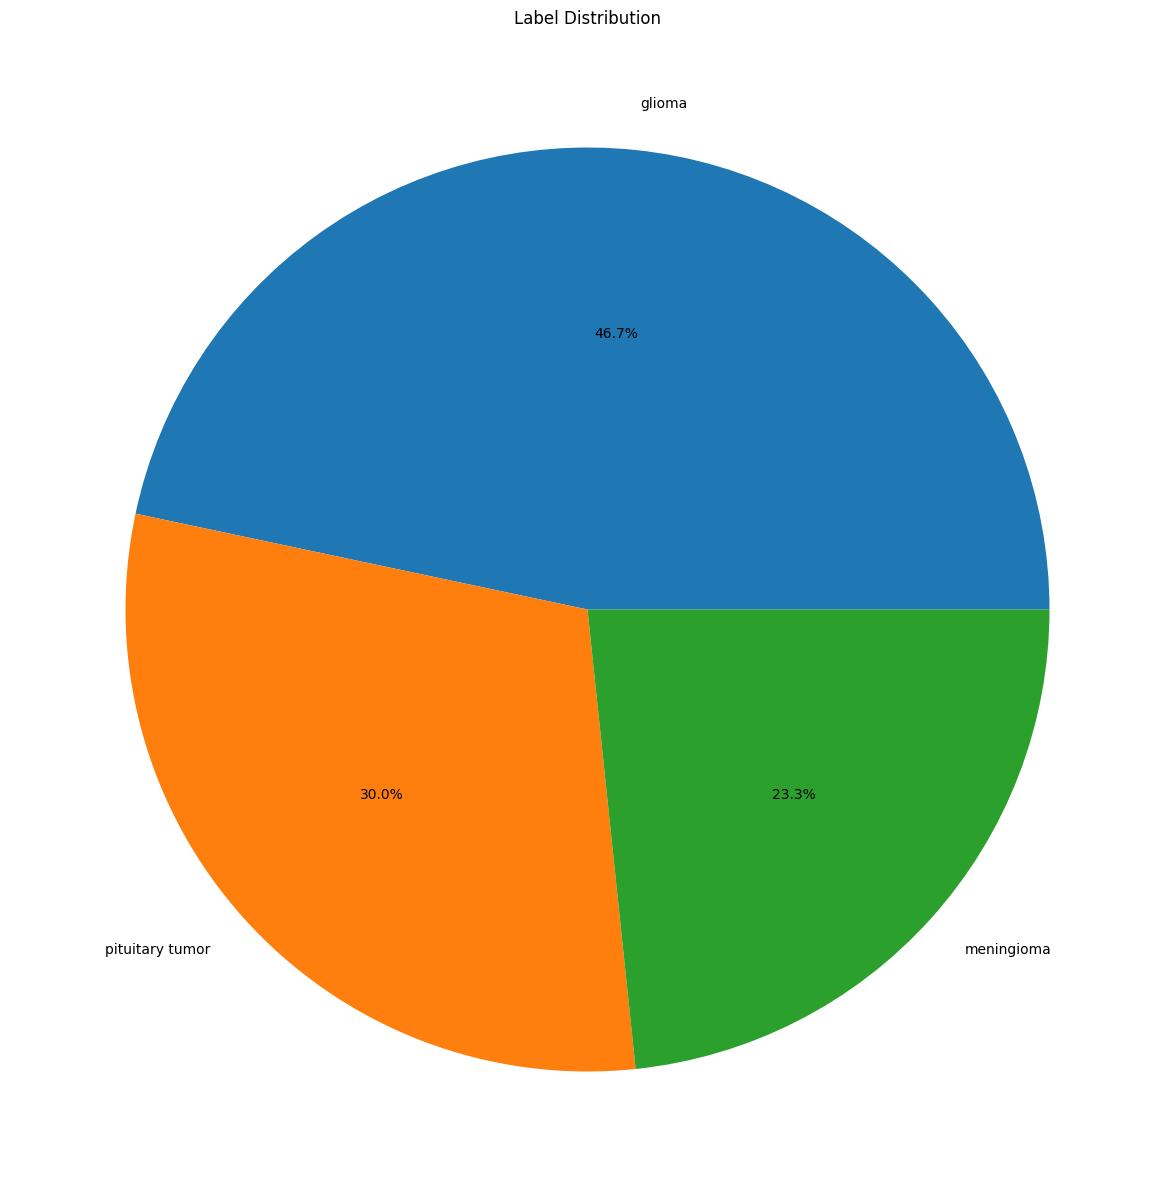 Label Distribution
glioma
46.7%
30.0%
23.3%
pituitary tumor
meningioma